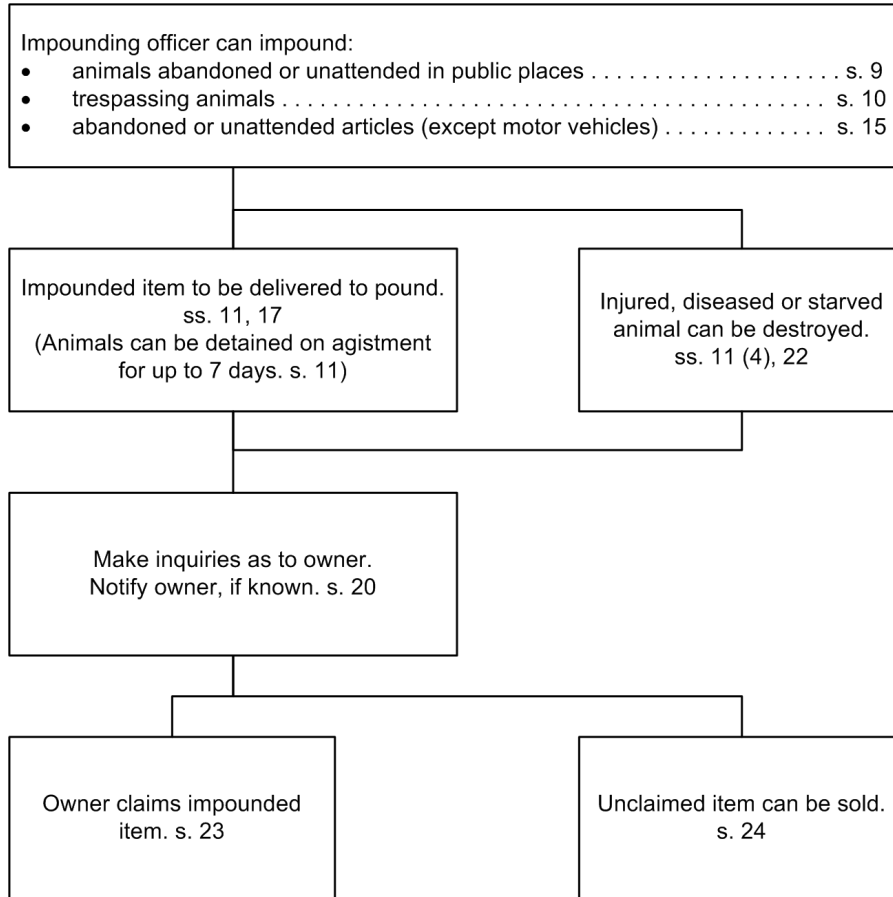 Impounding officer can impound:
• animals abandoned or unattended in public places . . . . . . . . . . . . . . . . . . . . . s. 9
• trespassing animals . . . . . . . . . . . . . . . . . . . . . . . . . . . . . . . . . . . . . . . . . . . s. 10
• abandoned or unattended articles (except motor vehicles) . . . . . . . . . . . . . s. 15
Impounded item to be delivered to pound.
ss. 11, 17
(Animals can be detained on agistment
for up to 7 days. s. 11)
Injured, diseased or starved
animal can be destroyed.
ss. 11 (4), 22
Make inquiries as to owner.
Notify owner, if known. s. 20
Owner claims impounded
item. s. 23
Unclaimed item can be sold.
s. 24